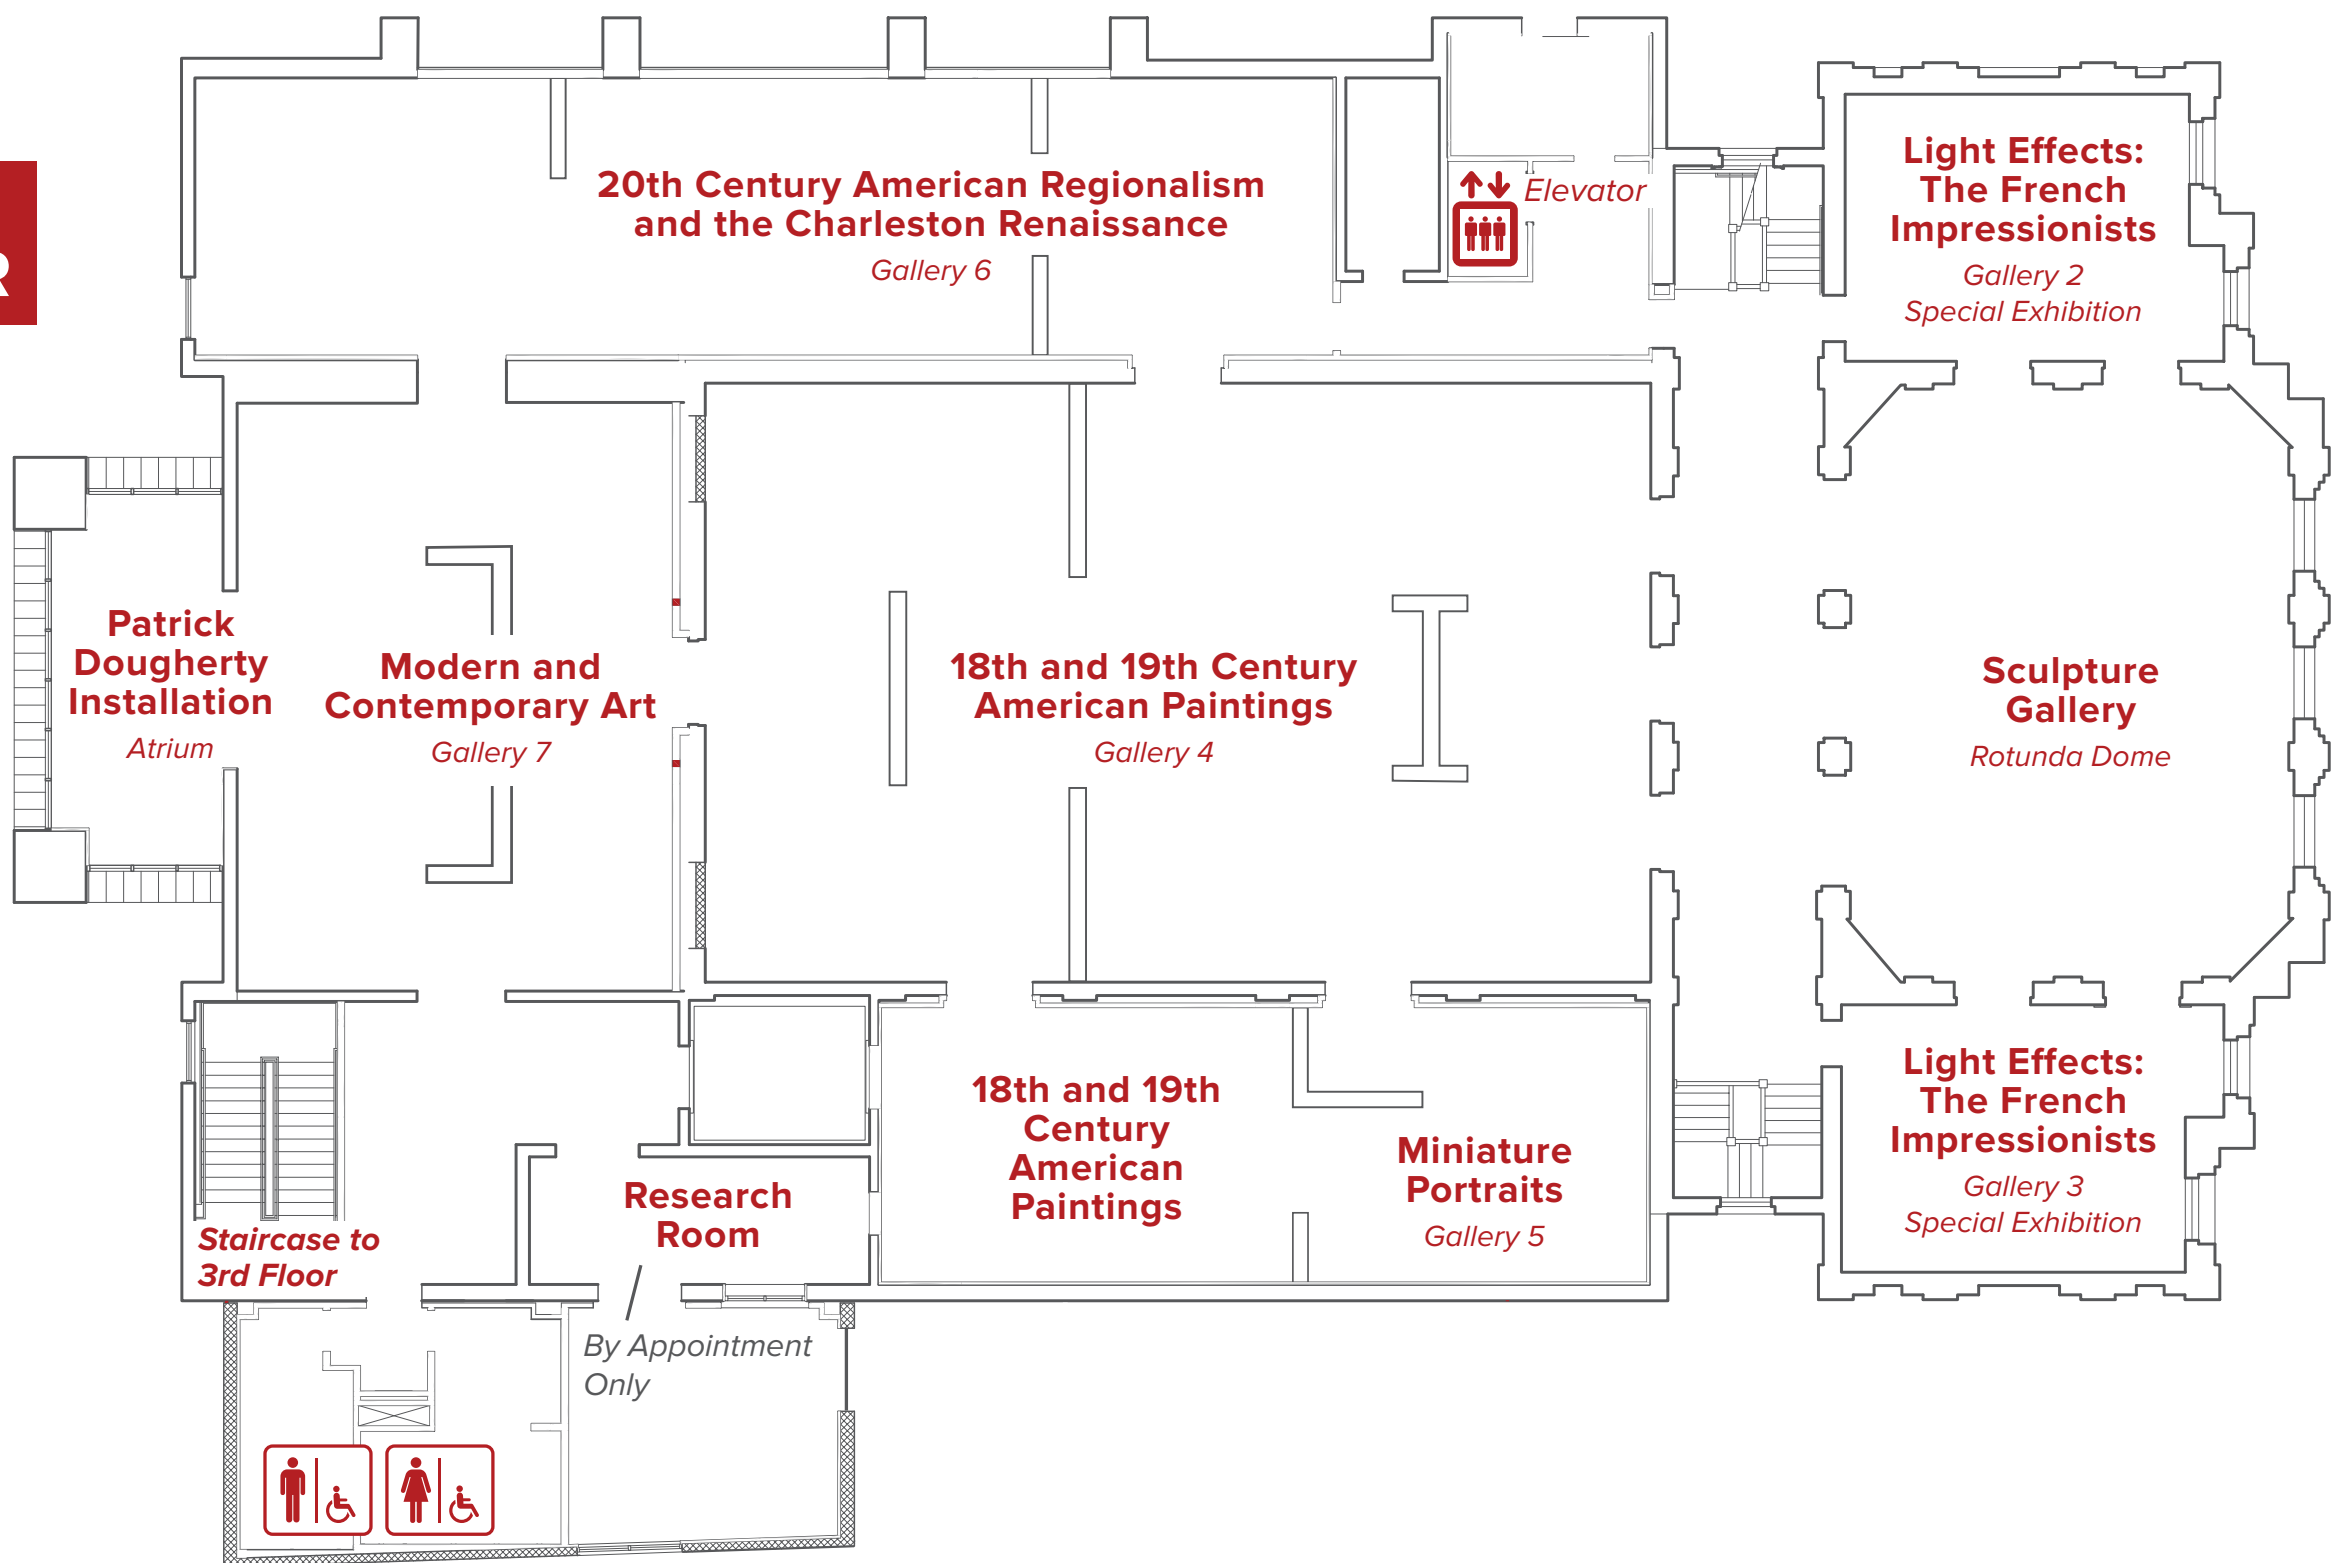 R
20th Century American Regionalism
and the Charleston Renaissance
Gallery 6
Elevator
Light Effects:
The French
Impressionists
Gallery 2
Special Exhibition
Patrick
Dougherty
Installation
Atrium
Modern and
Contemporary Art
Gallery 7
18th and 19th Century
American Paintings
Gallery 4
Sculpture
Gallery
Rotunda Dome
18th and 19th
Century
American
Paintings
Miniature
Portraits
Gallery 5
Light Effects:
The French
Impressionists
Gallery 3
Special Exhibition
Research
Room
Staircase to
3rd Floor
By Appointment
Only